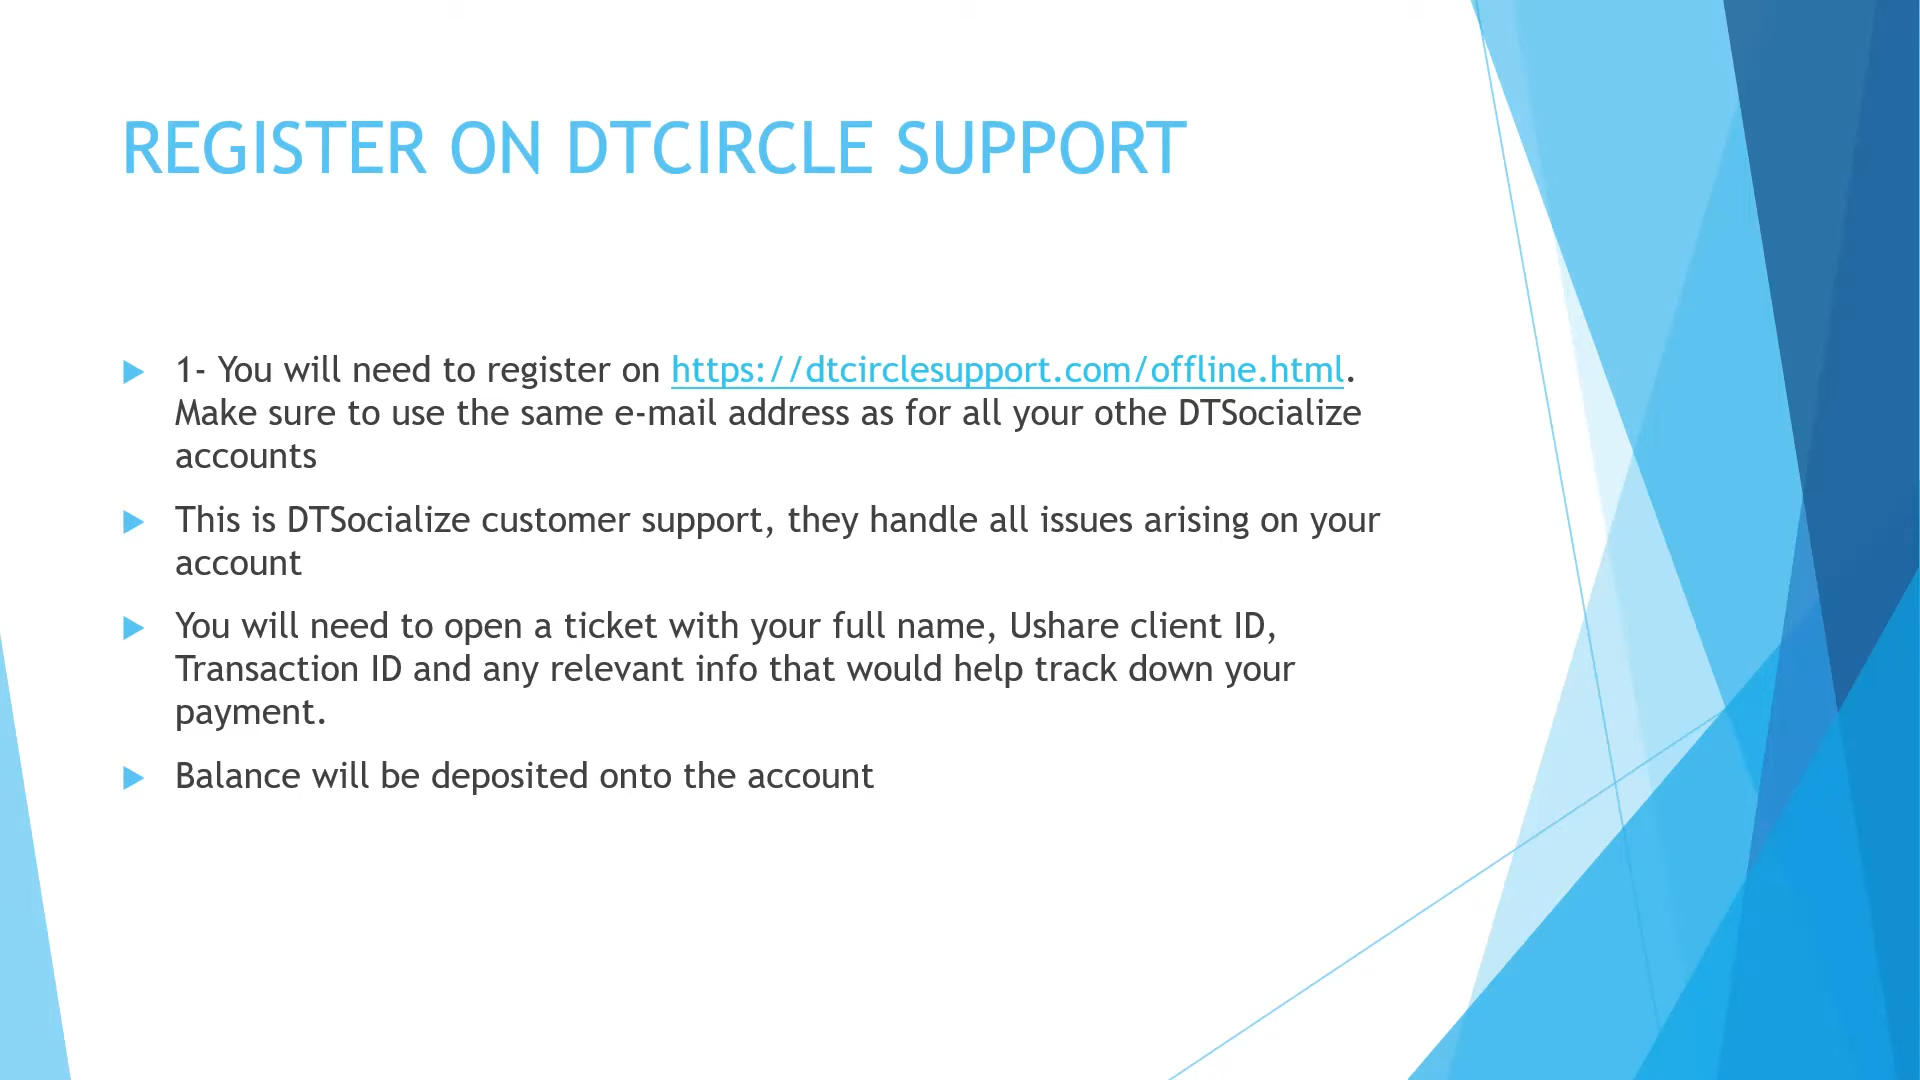 REGISTER ON DTCIRCLE SUPPORT
1- You will need to register on https://dtcirclesupport.com/offline.html.
Make sure to use the same e-mail address as for all your othe DTSocialize
accounts
This is DTSocialize customer support, they handle all issues arising on your
account
You will need to open a ticket with your full name, Ushare client ID,
Transaction ID and any relevant info that would help track down your
payment.
Balance will be deposited onto the account